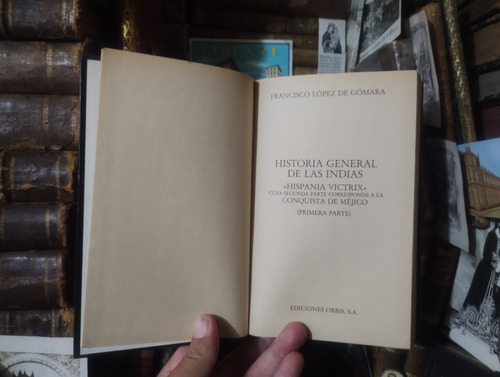 FRANCISCO LÓPEZ DE GÓMARA
HISTORIA GENERAL
DE LAS INDIAS
«HISPANIA VICTRIX»
CUYA SEGUNDA PARTE CORRESPONDE A LA
CONQUISTA DE MÉJICO
(PRIMERA PARTE)
EDICIONES ORBIS, S.A.